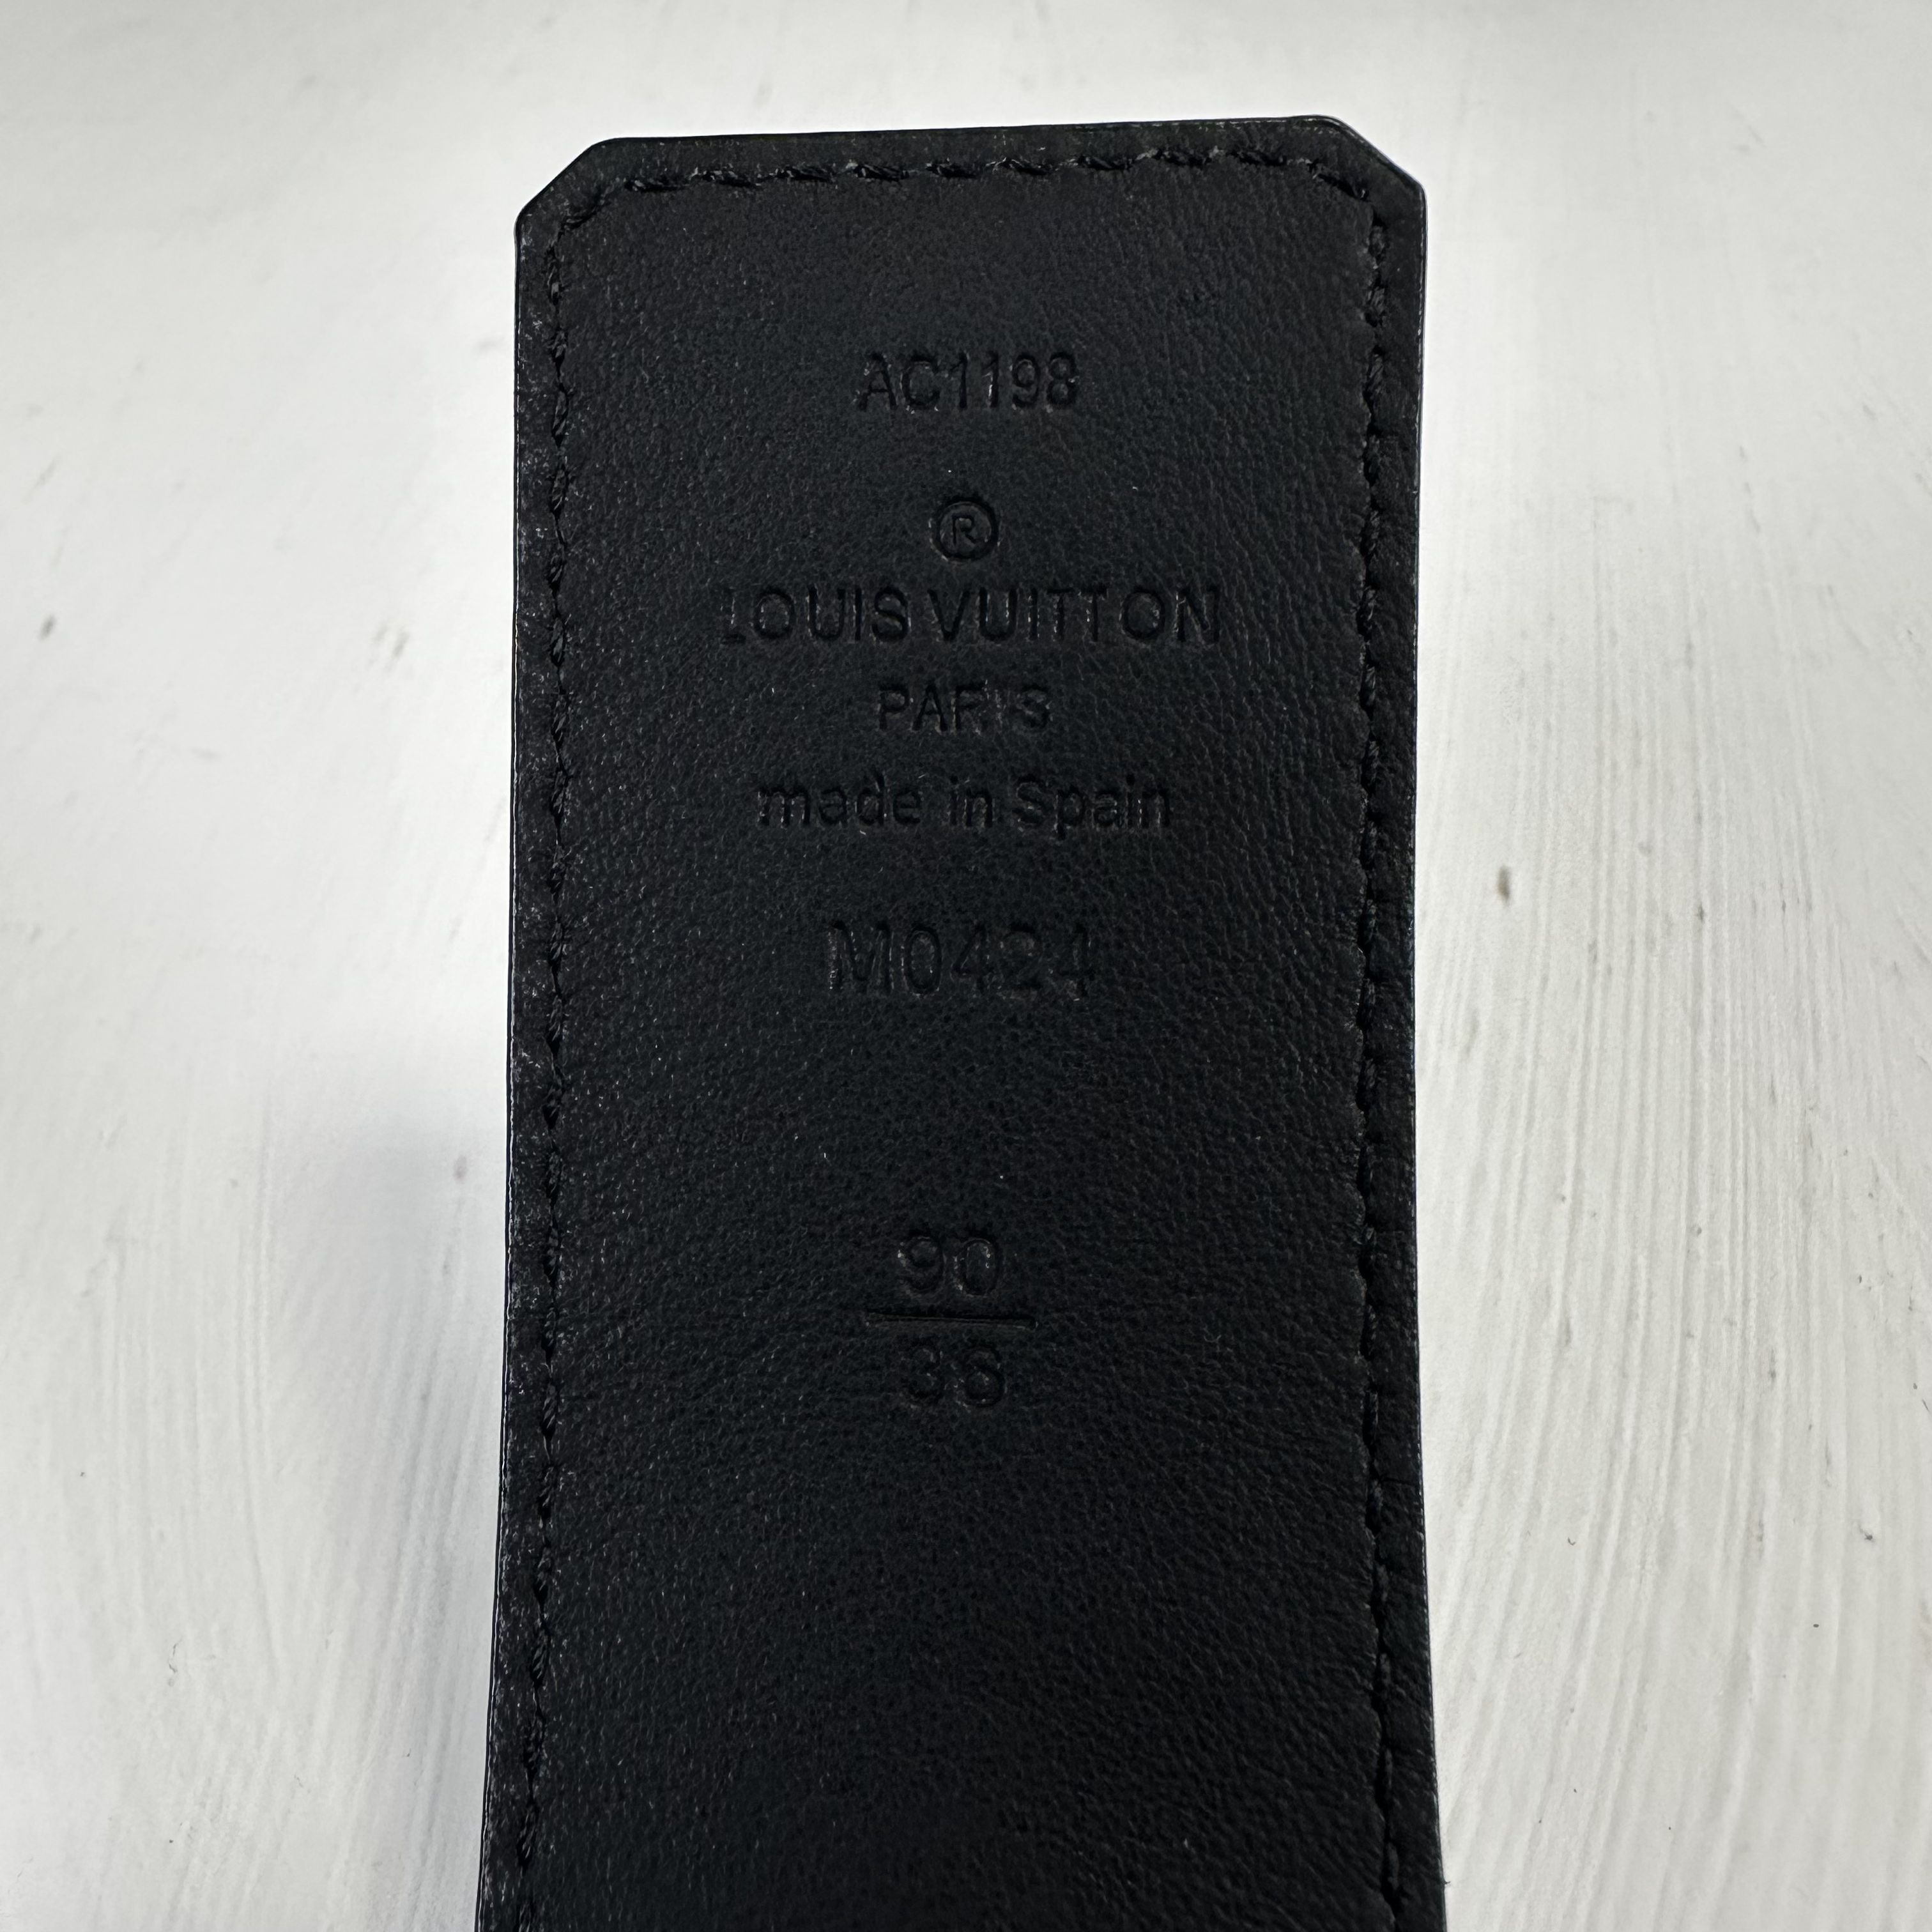 AC1198
®
LOUIS VUITTON
PARIS
made in Spain
M0424
90
36